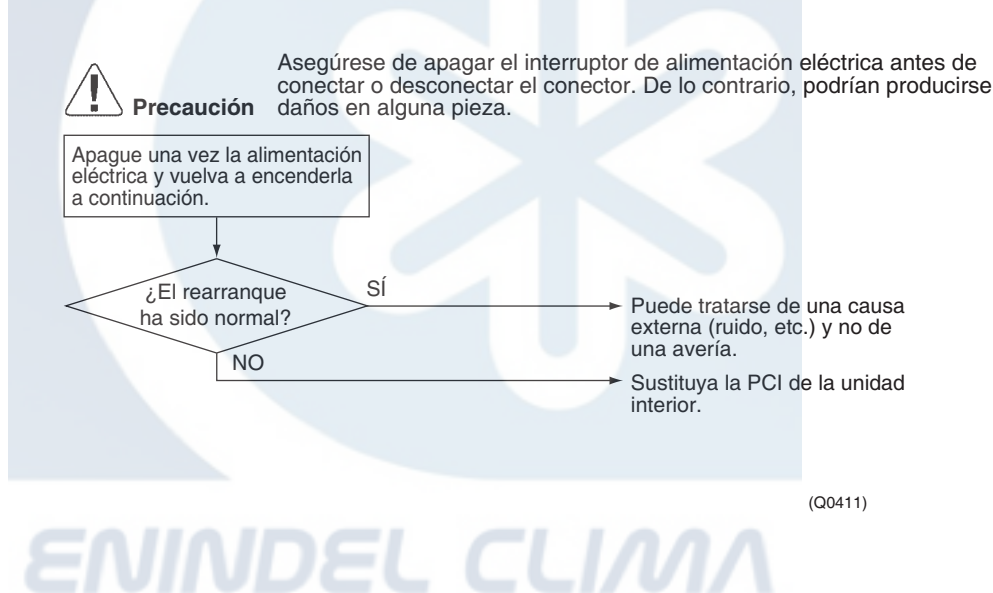 Asegúrese de apagar el interruptor de alimentación eléctrica antes de
conectar o desconectar el conector. De lo contrario, podrían producirse
Precaución daños en alguna pieza.
Apague una vez la alimentación
eléctrica y vuelva a encenderla
a continuación.
¿El rearranque
ha sido normal?
SÍ
Puede tratarse de una causa
externa (ruido, etc.) y no de
una avería.
NO
Sustituya la PCI de la unidad
interior.
(Q0411)
ENINDEL CLIMA